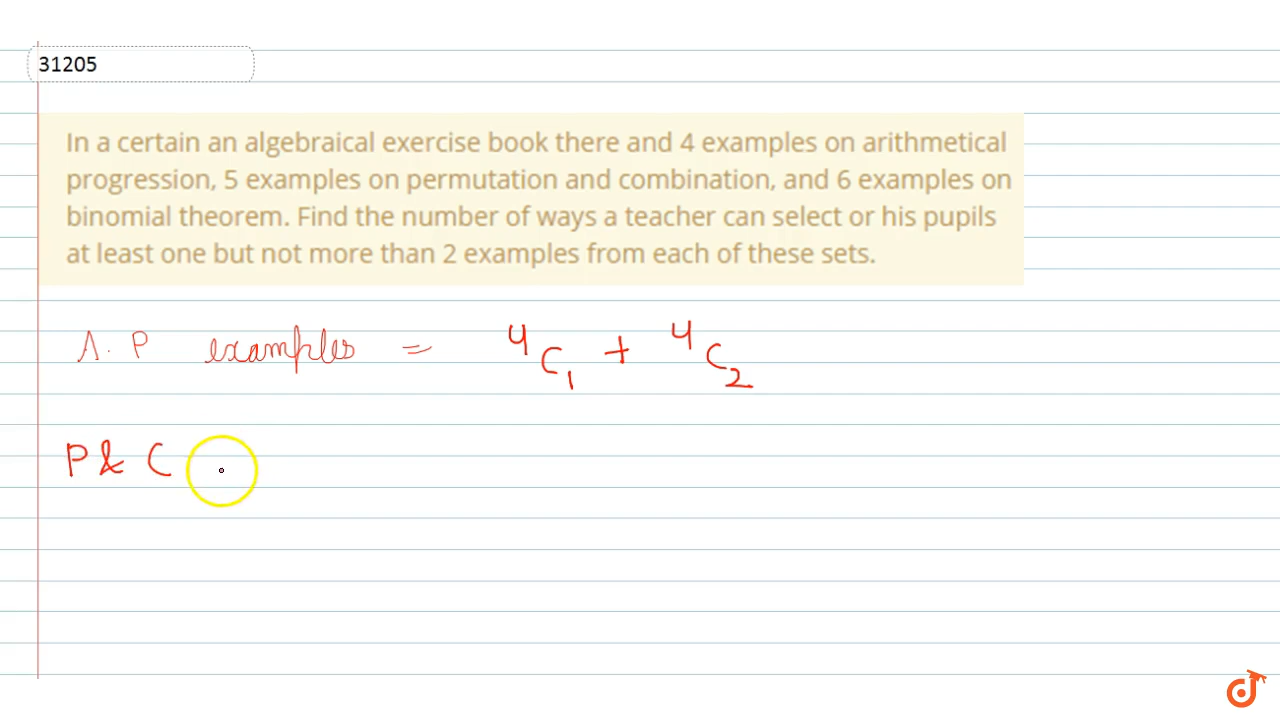 31205
In a certain an algebraical exercise book there and 4 examples on arithmetical
progression, 5 examples on permutation and combination, and 6 examples on
binomial theorem. Find the number of ways a teacher can select or his pupils
at least one but not more than 2 examples from each of these sets.
A.P examples = ⁴C₁ + ⁴C₂
P & C